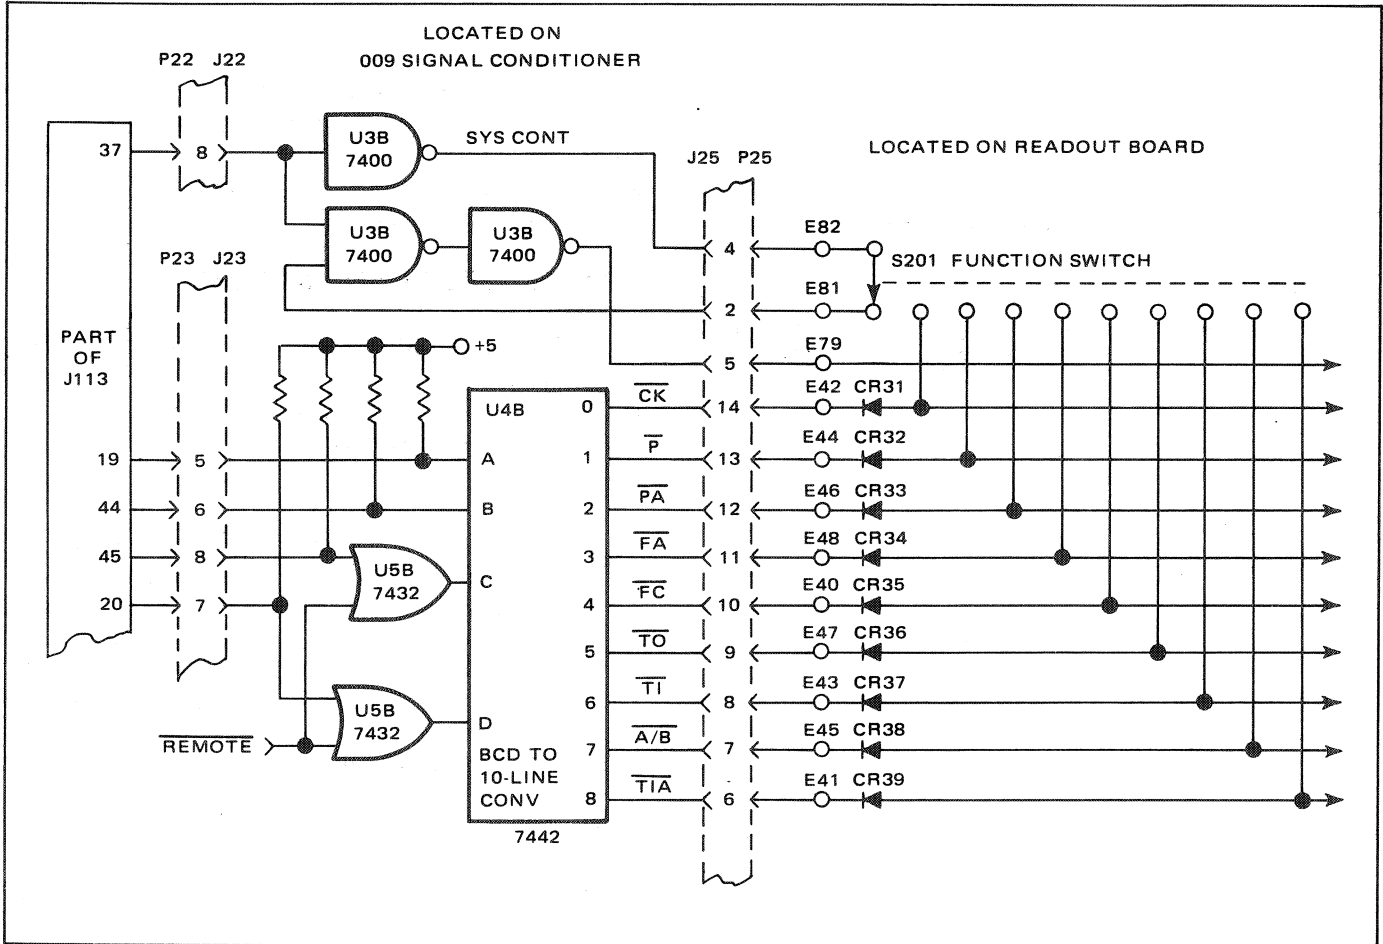 LOCATED ON
009 SIGNAL CONDITIONER
P22 J22
37
8
U3B
7400
SYS CONT
J25 P25
LOCATED ON READOUT BOARD
U3B
7400
U3B
7400
4
E82
S201 FUNCTION SWITCH
P23 J23
2
E81
PART
OF
J113
+5
5
E79
U4B
0
CK
14
E42 CR31
19
5
A
1
P
13
E44 CR32
44
6
B
2
PA
12
E46 CR33
45
8
U5B
7432
3
FA
11
E48 CR34
20
7
C
4
FC
10
E40 CR35
5
TO
9
E47 CR36
6
TI
8
E43 CR37
REMOTE
U5B
7432
D
7
A/B
7
E45 CR38
BCD TO
10-LINE
CONV
8
TIA
6
E41 CR39
7442